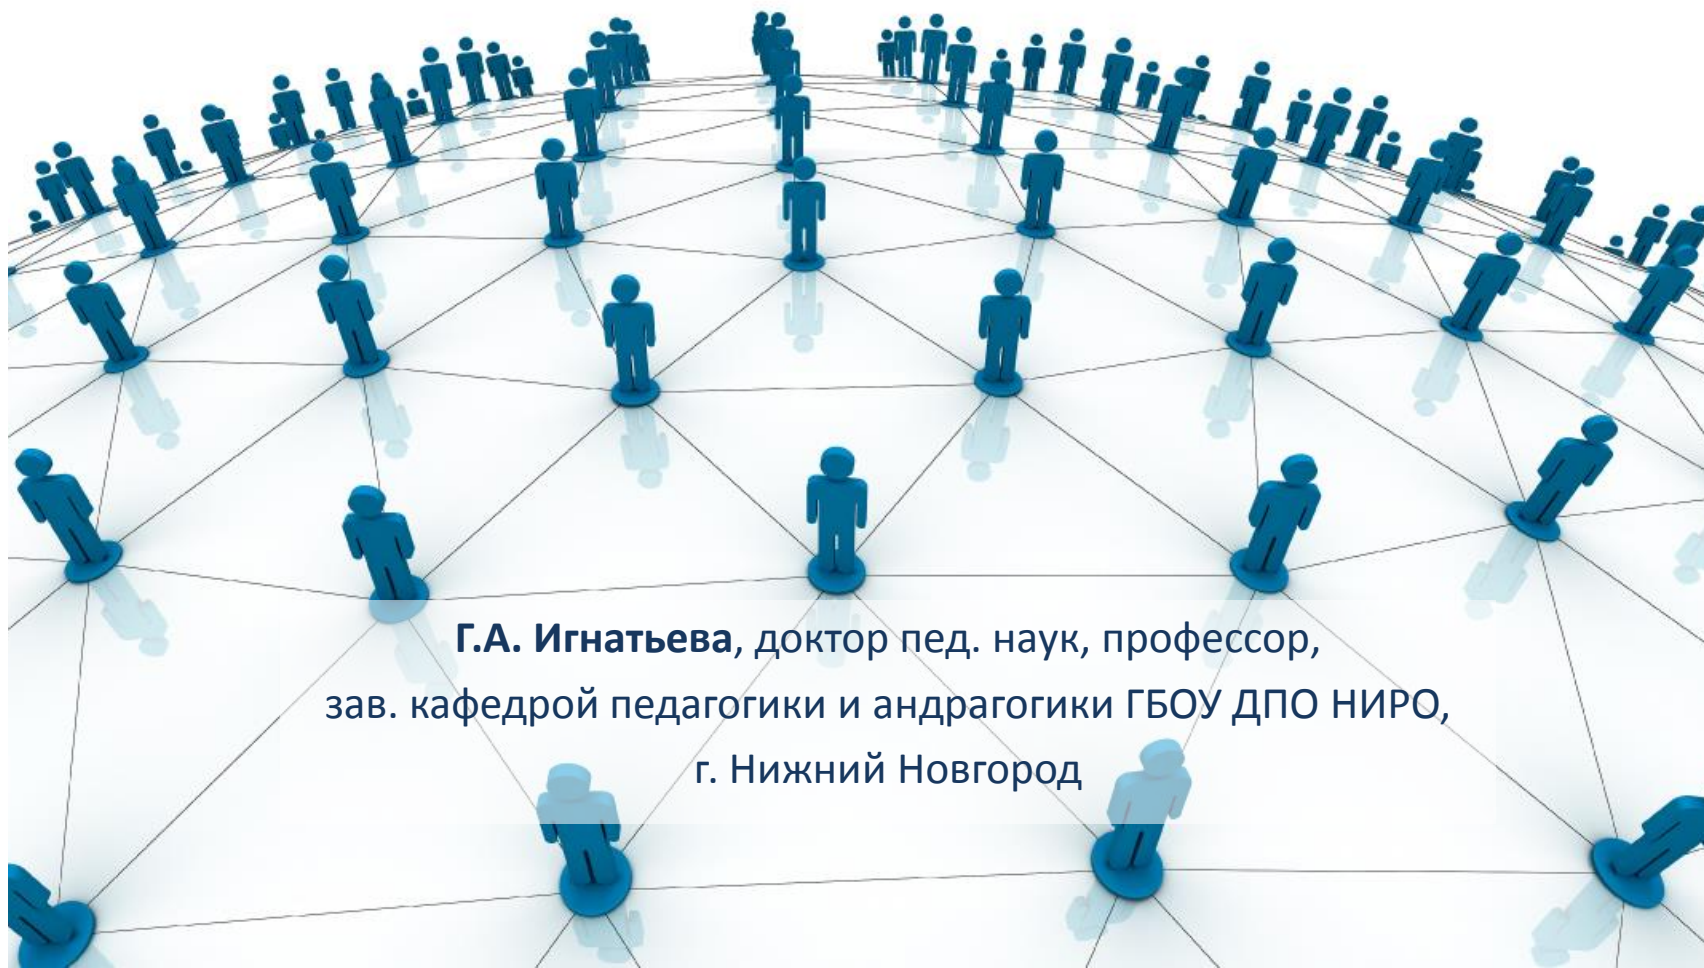 Г.А. Игнатьева, доктор пед. наук, профессор,
зав. кафедрой педагогики и андрагогики ГБОУ ДПО НИРО,
г. Нижний Новгород